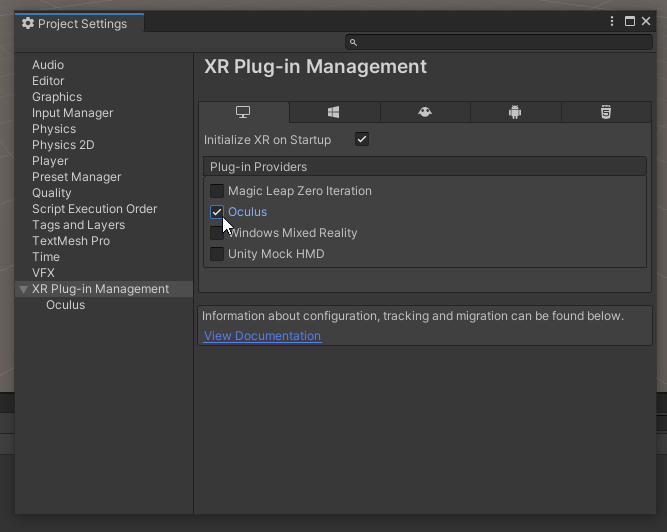 Project Settings
XR Plug-in Management
Audio
Editor
Graphics
Input Manager
Physics
Physics 2D
Player
Preset Manager
Quality
Script Execution Order
Tags and Layers
TextMesh Pro
Time
VFX
XR Plug-in Management
Oculus
Initialize XR on Startup
Plug-in Providers
Magic Leap Zero Iteration
Oculus
Windows Mixed Reality
Unity Mock HMD
Information about configuration, tracking and migration can be found below.
View Documentation